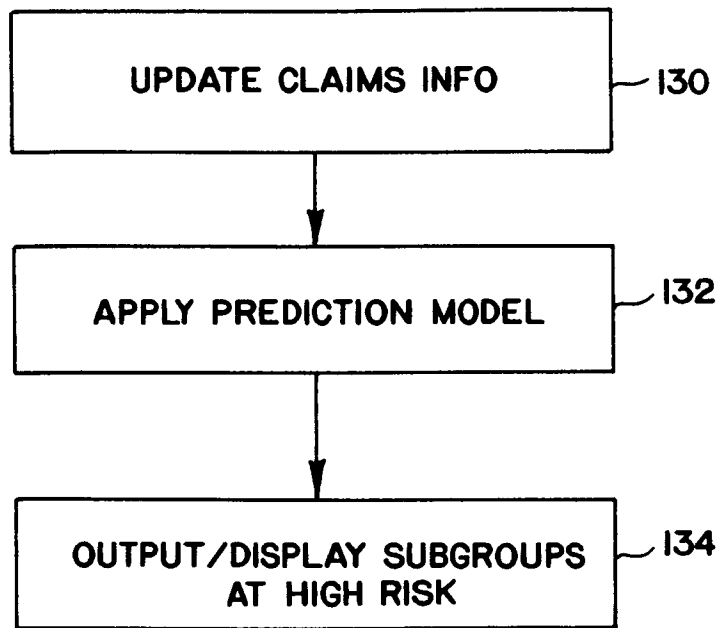 UPDATE CLAIMS INFO
130
APPLY PREDICTION MODEL
132
OUTPUT/DISPLAY SUBGROUPS
AT HIGH RISK
134